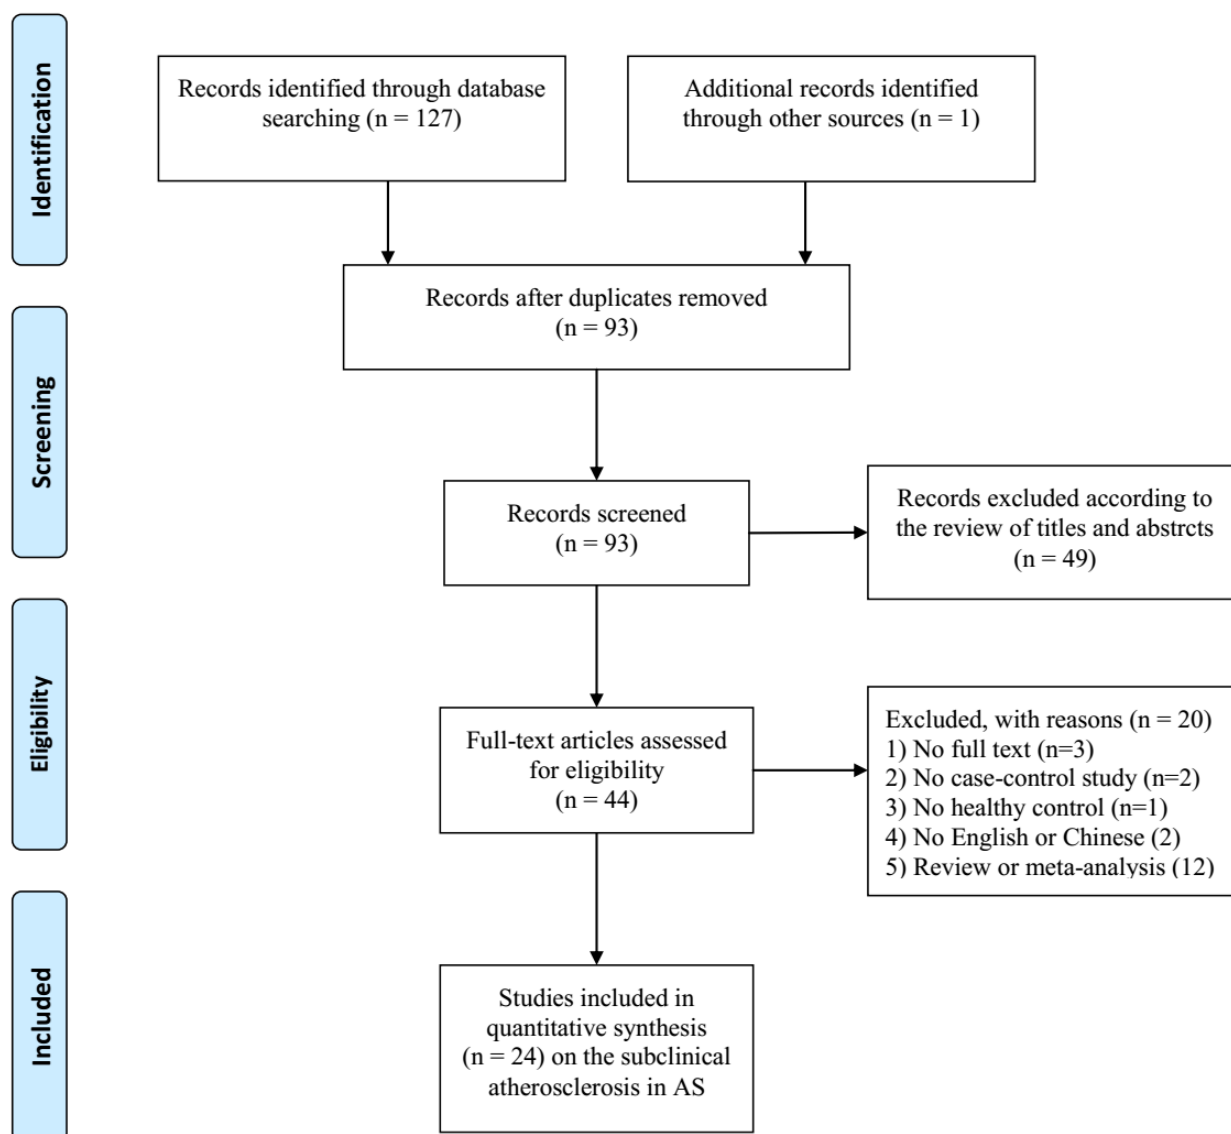 Identification
Records identified through database
searching (n = 127)
Additional records identified
through other sources (n = 1)
Records after duplicates removed
(n = 93)
Screening
Records screened
(n = 93)
Records excluded according to
the review of titles and abstrcts
(n = 49)
Eligibility
Full-text articles assessed
for eligibility
(n = 44)
Excluded, with reasons (n = 20)
1) No full text (n=3)
2) No case-control study (n=2)
3) No healthy control (n=1)
4) No English or Chinese (2)
5) Review or meta-analysis (12)
Included
Studies included in
quantitative synthesis
(n = 24) on the subclinical
atherosclerosis in AS